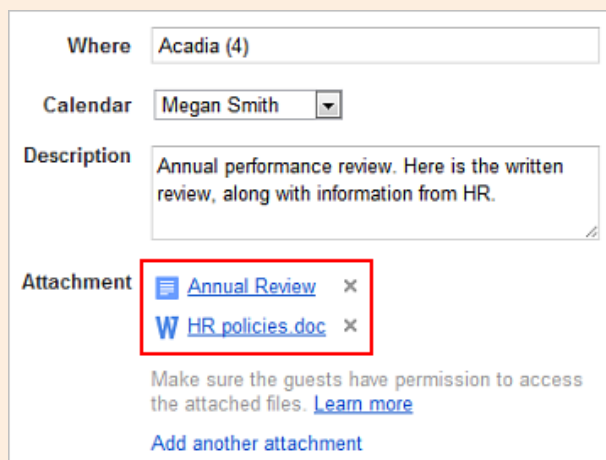 Where Acadia (4)
Calendar Megan Smith
Description Annual performance review. Here is the written
review, along with information from HR.
Attachment Annual Review
HR policies.doc
Make sure the guests have permission to access
the attached files. Learn more
Add another attachment